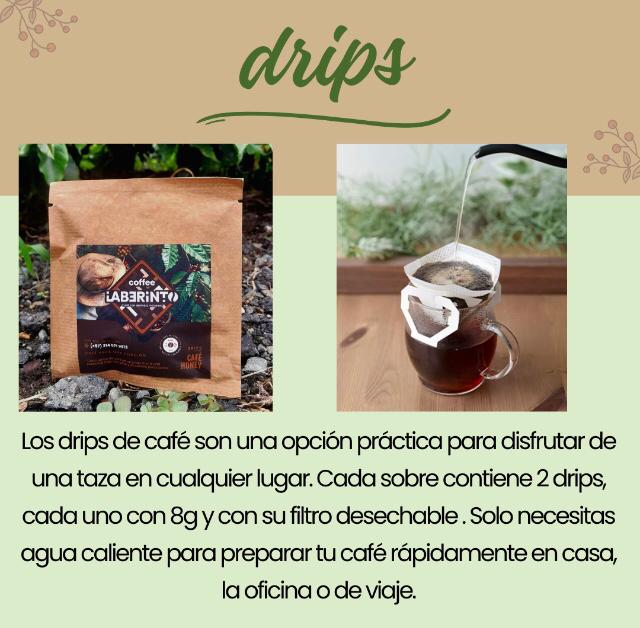 drips
coffee
LABERINTO
DRIPS
CAFÉ
HONEY
Los drips de café son una opción práctica para disfrutar de
una taza en cualquier lugar. Cada sobre contiene 2 drips,
cada uno con 8g y con su filtro desechable . Solo necesitas
agua caliente para preparar tu café rápidamente en casa,
la oficina o de viaje.